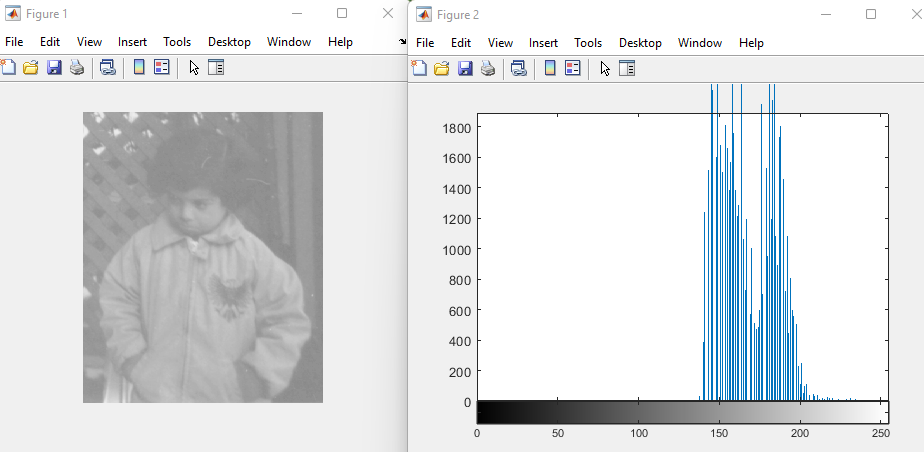 Figure 1
File Edit View Insert Tools Desktop Window Help
Figure 2
File Edit View Insert Tools Desktop Window Help
1800
1600
1400
1200
1000
800
600
400
200
0
0 50 100 150 200 250